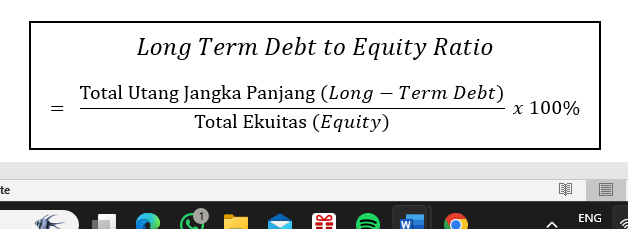 Long Term Debt to Equity Ratio
= Total Utang Jangka Panjang (Long − Term Debt)
Total Ekuitas (Equity)
x 100%
te
1
W
ENG